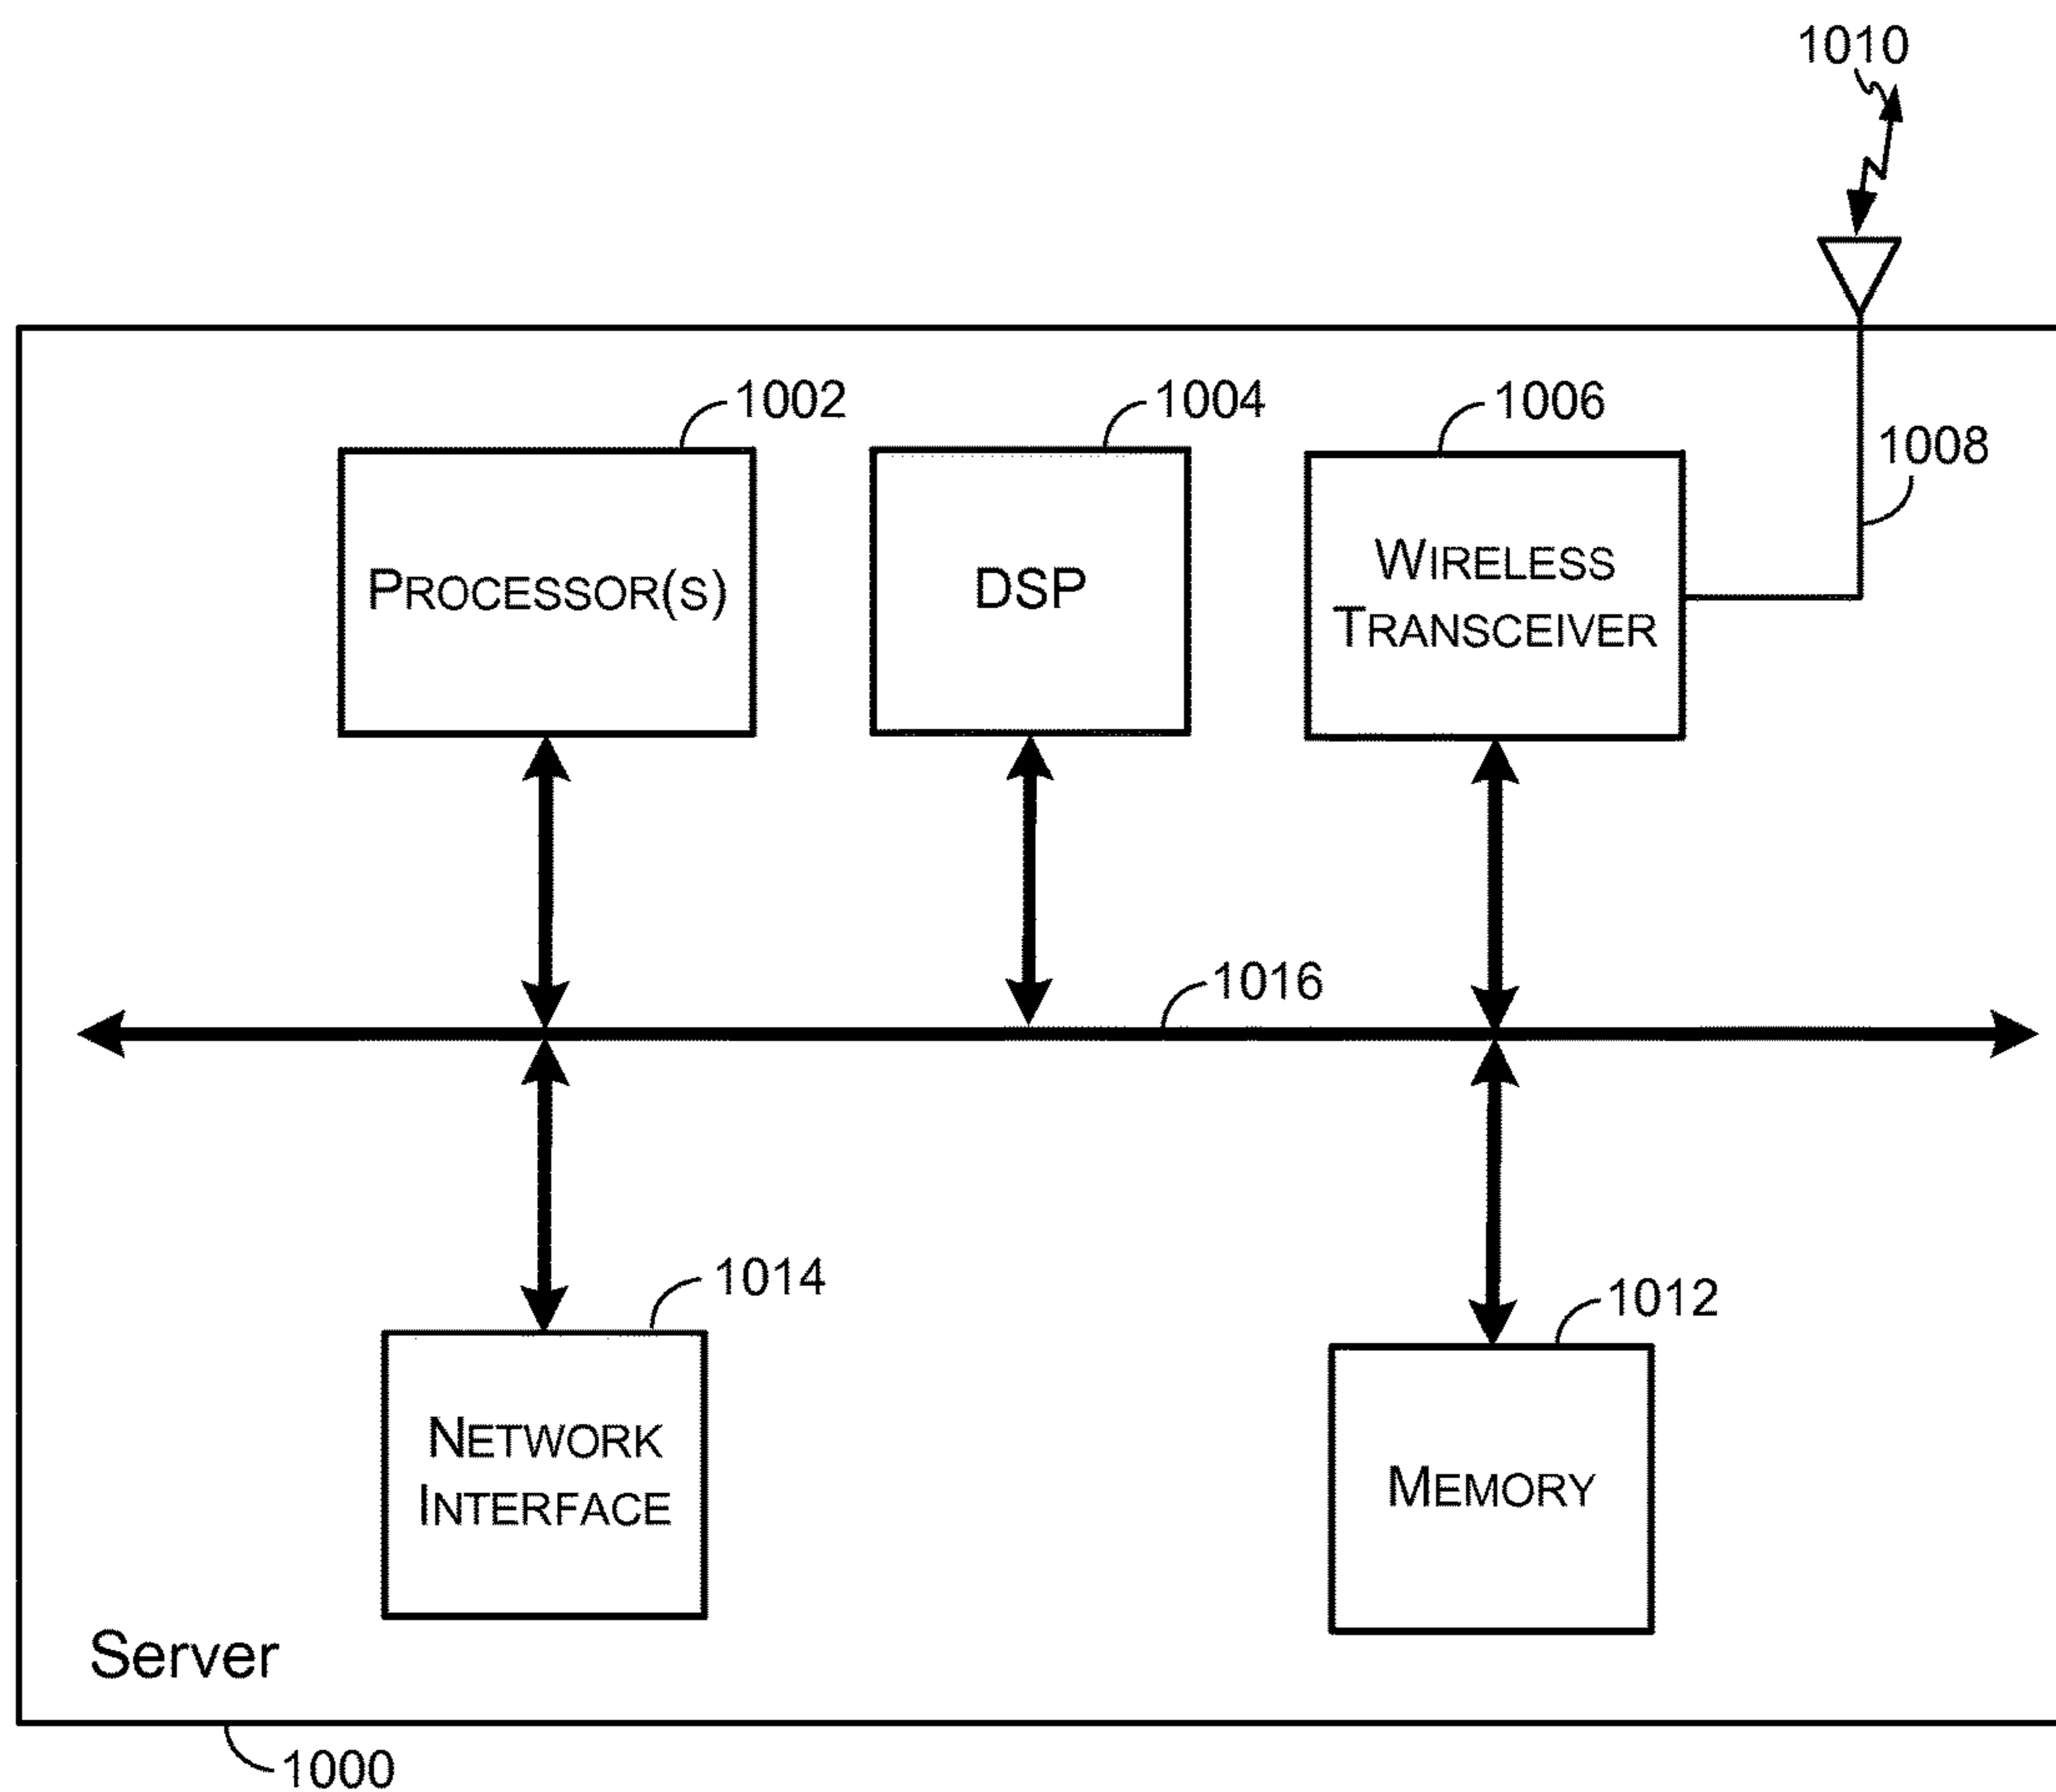 1010
1002
1004
1006
1008
PROCESSOR(S)
DSP
WIRELESS
TRANSCEIVER
1016
1014
1012
NETWORK
INTERFACE
MEMORY
Server
1000